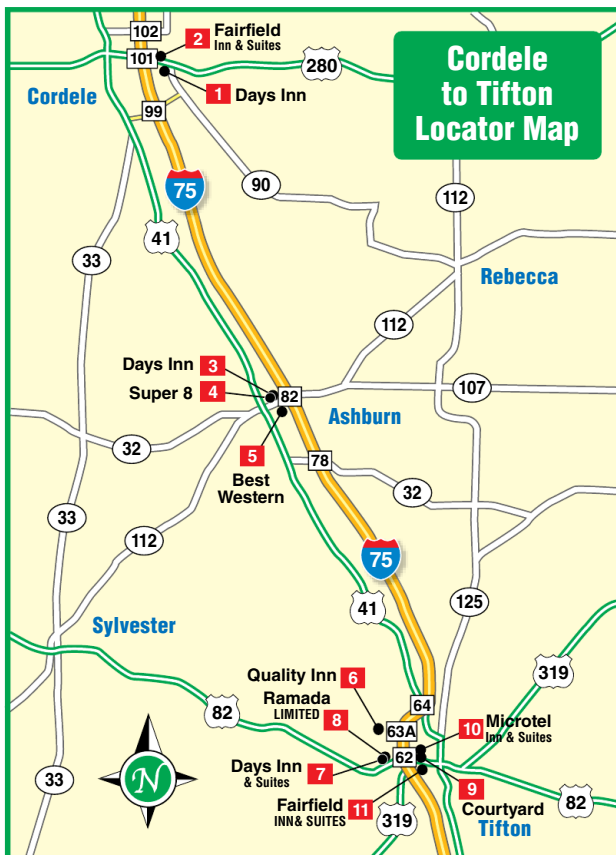 Cordele
to Tifton
Locator Map
102
2 Fairfield
Inn & Suites
101
280
Cordele
1 Days Inn
99
75
90
112
41
33
Rebecca
112
Days Inn 3
Super 8 4
82
107
Ashburn
32
5
Best
Western
78
32
33
112
75
41
125
Sylvester
319
Quality Inn 6
64
82
Ramada
LIMITED
8
63A
10 Microtel
Inn & Suites
62
Days Inn
& Suites
7
9
Courtyard
N
33
Fairfield
INN& SUITES
11
82
319
Tifton